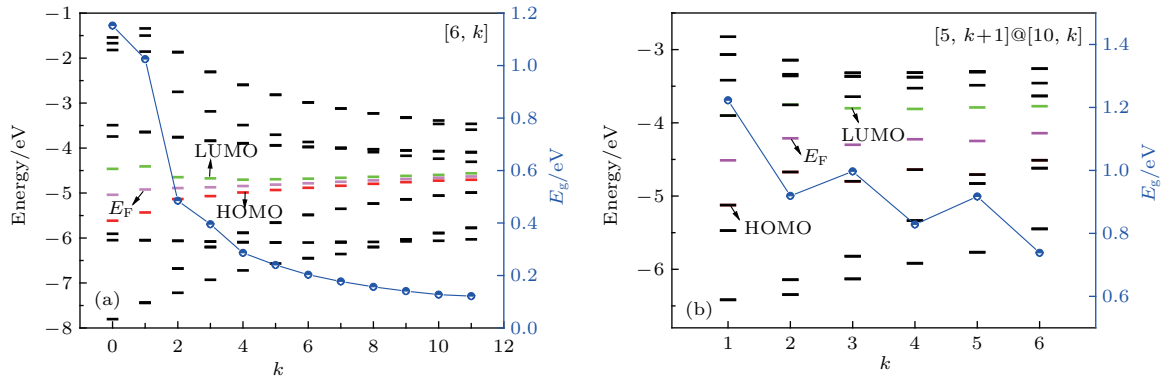 [6, k]
Energy/eV
−1
−2
−3
−4
−5
−6
−7
−8
LUMO
HOMO
E_F
(a)
0 2 4 6 8 10 12
k
1.2
1.0
0.8
0.6
0.4
0.2
0.0
E_g/eV
[5, k+1]@[10, k]
Energy/eV
−3
−4
−5
−6
LUMO
E_F
HOMO
(b)
1 2 3 4 5 6
k
1.4
1.2
1.0
0.8
0.6
E_g/eV